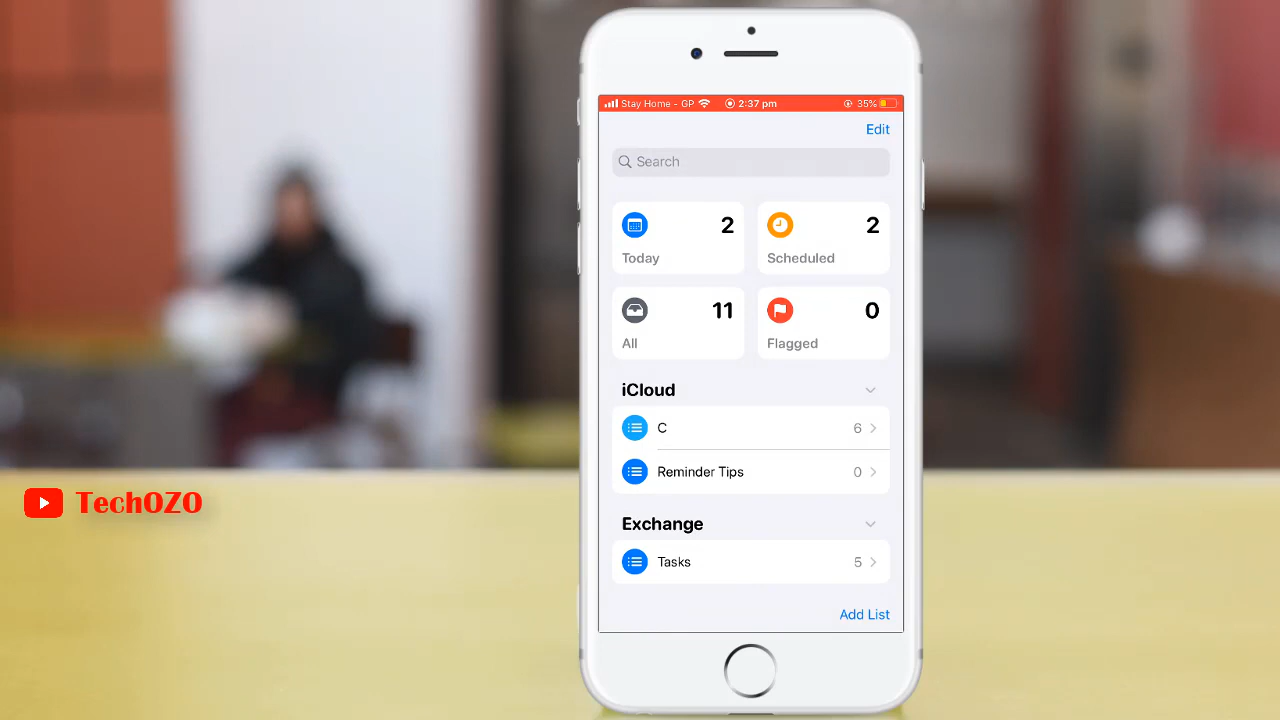 Stay Home - GP 2:37 pm 35%
Edit
Search
2 2
Today Scheduled
11 0
All Flagged
iCloud
C 6
Reminder Tips 0
Exchange
Tasks 5
Add List
TechOZO